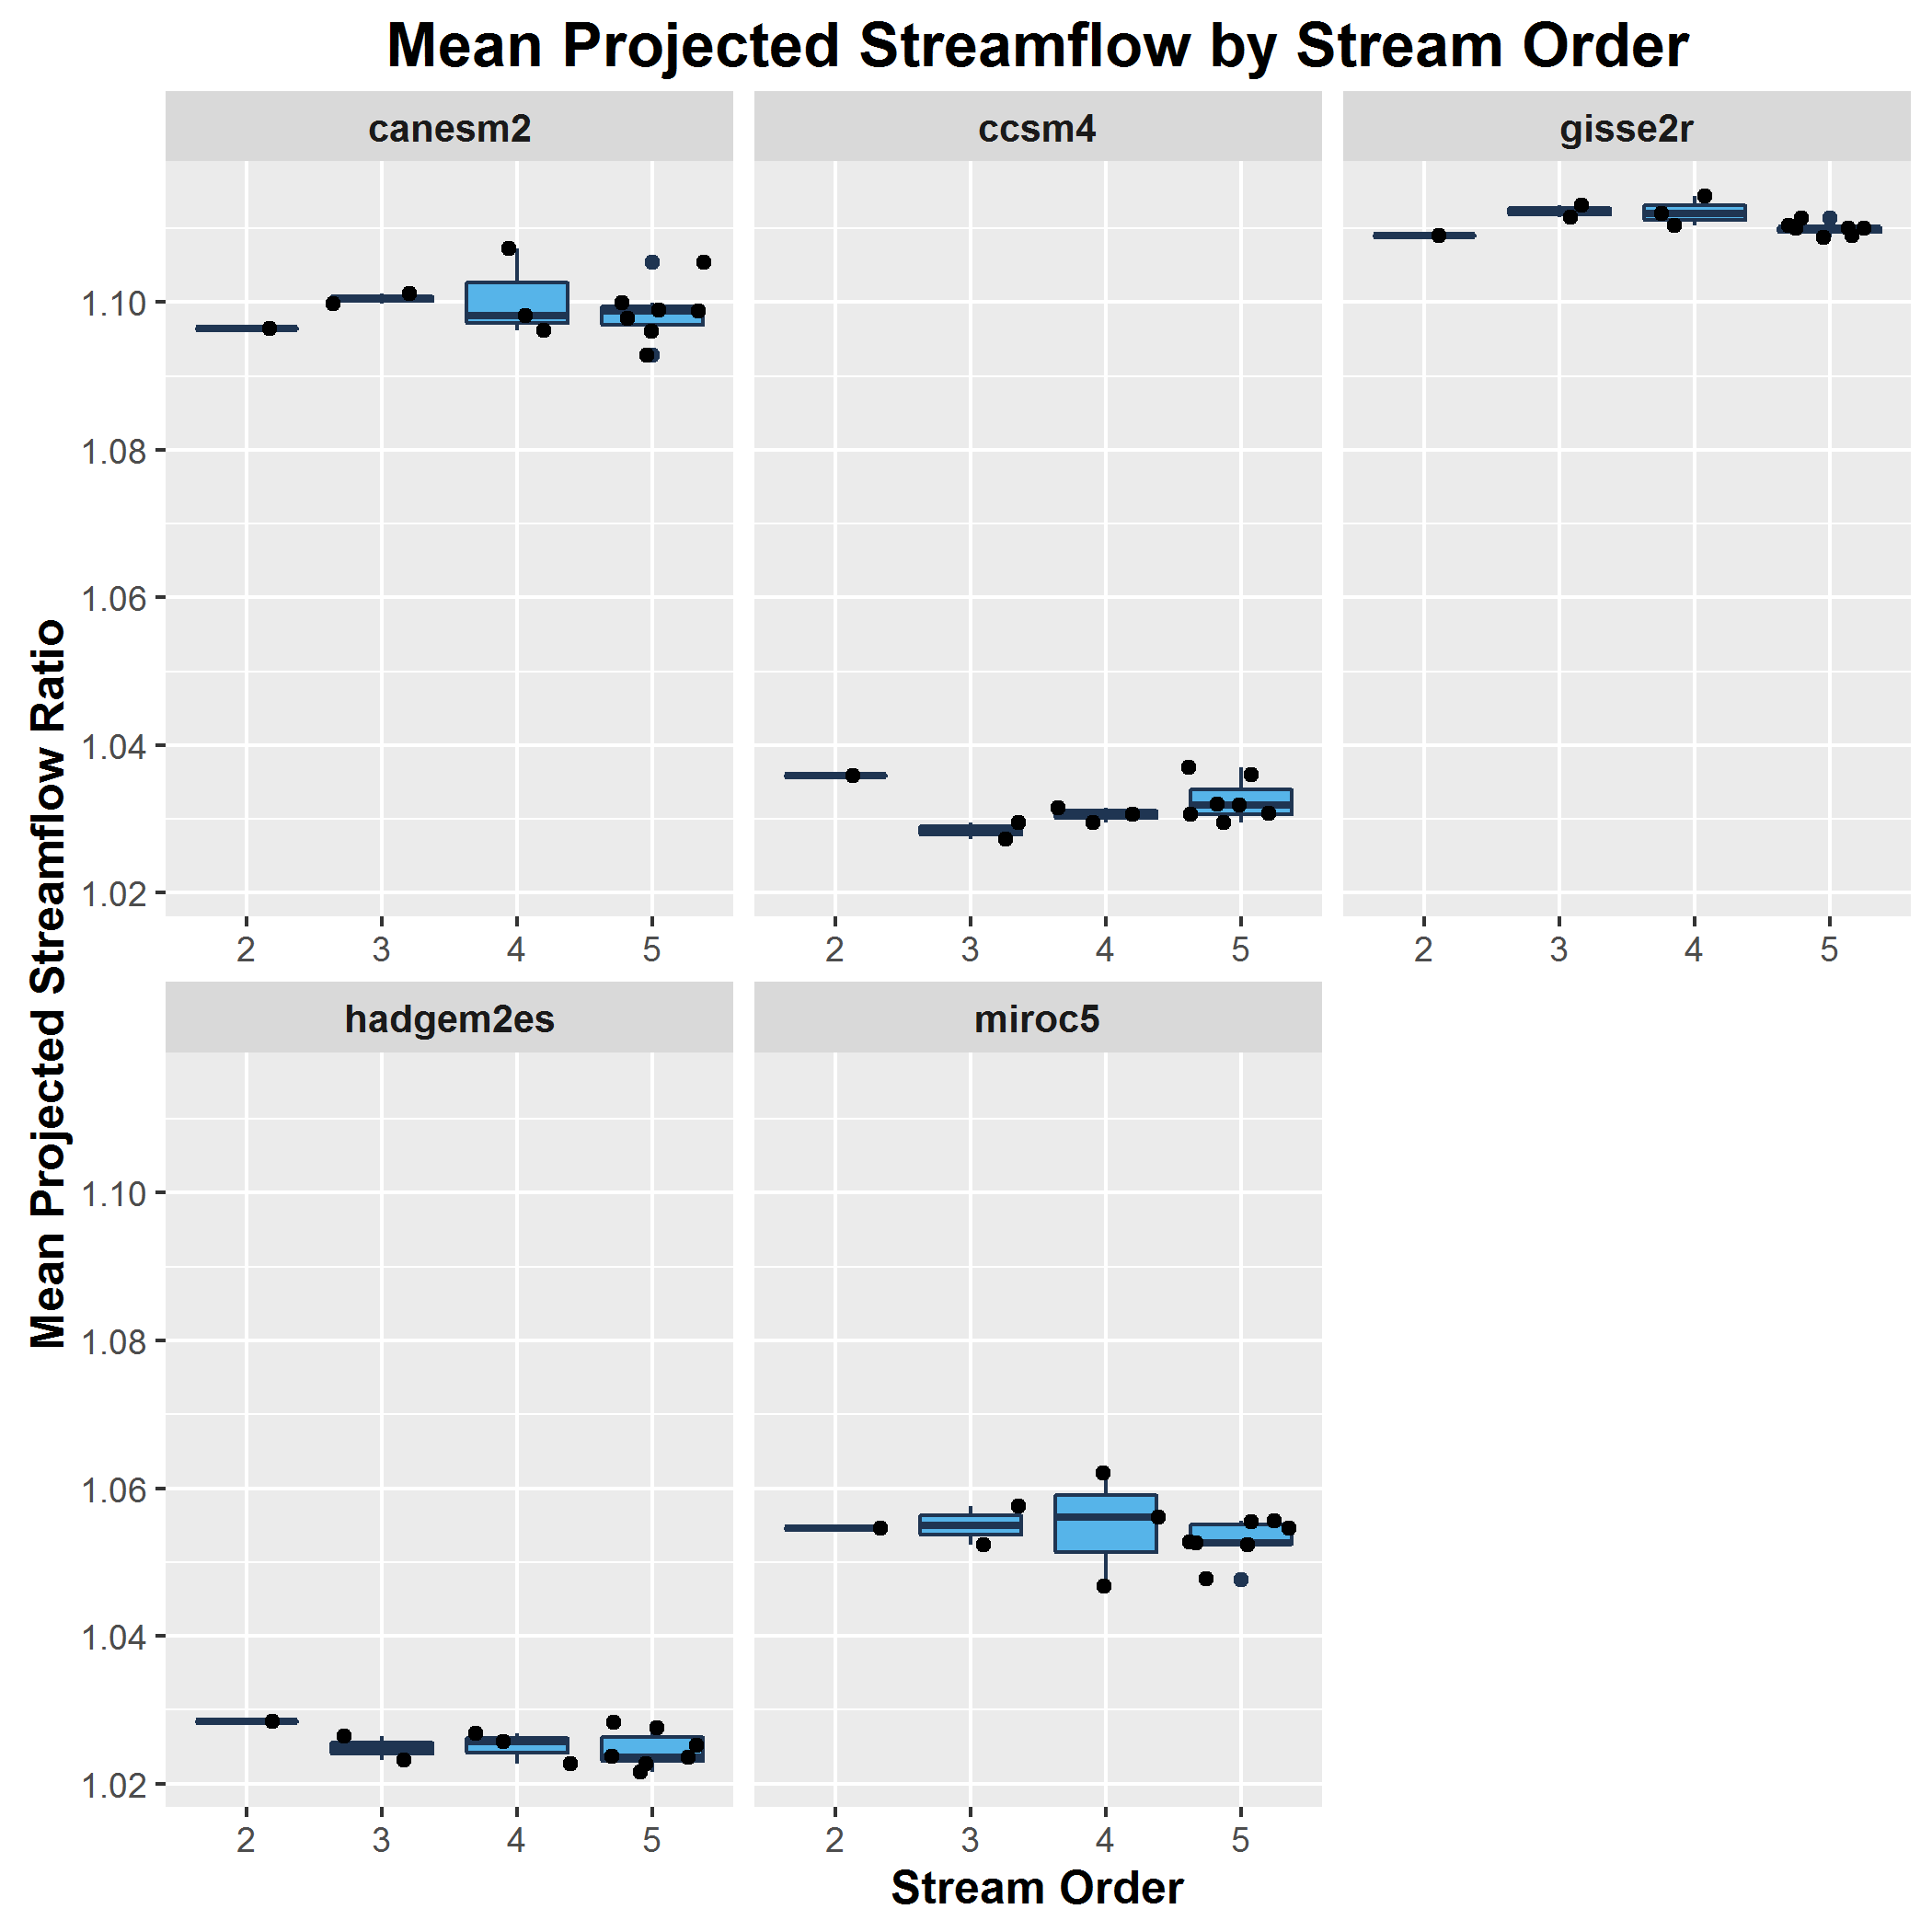 Mean Projected Streamflow by Stream Order
canesm2
ccsm4
gisse2r
1.10
1.08
1.06
1.04
1.02
2 3 4 5
2 3 4 5
2 3 4 5
Mean Projected Streamflow Ratio
hadgem2es
miroc5
1.10
1.08
1.06
1.04
1.02
2 3 4 5
2 3 4 5
Stream Order